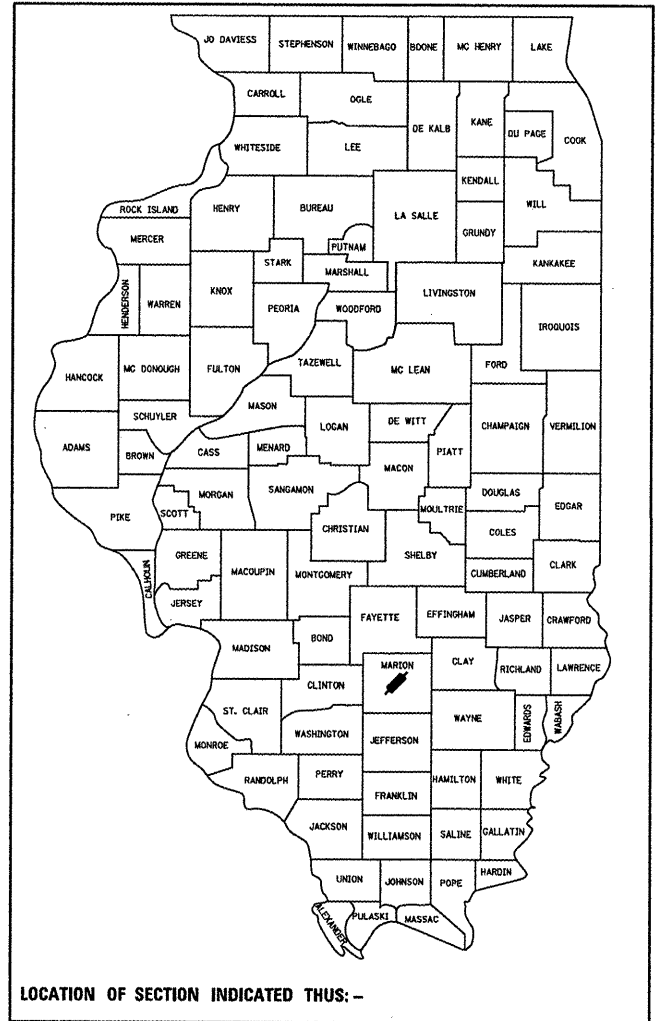 JO DAVIESS STEPHENSON WINNEBAGO BOONE MC HENRY LAKE
CARROLL OGLE DE KALB KANE DU PAGE COOK
WHITESIDE LEE
KENDALL
ROCK ISLAND HENRY BUREAU LA SALLE WILL
MERCER PUTNAM GRUNDY
STARK MARSHALL KANKAKEE
HENDERSON WARREN KNOX PEORIA WOODFORD LIVINGSTON IROQUOIS
HANCOCK MC DONOUGH FULTON TAZEWELL MC LEAN FORD
SCHUYLER MASON LOGAN DE WITT CHAMPAIGN VERMILION
ADAMS BROWN CASS MENARD MACON PIATT
PIKE SCOTT MORGAN SANGAMON CHRISTIAN MOULTRIE DOUGLAS EDGAR
COLES
GREENE MACOUPIN MONTGOMERY SHELBY CUMBERLAND CLARK
CALHOUN JERSEY
FAYETTE EFFINGHAM JASPER CRAWFORD
MADISON BOND MARION CLAY RICHLAND LAWRENCE
CLINTON
ST. CLAIR WASHINGTON JEFFERSON WAYNE EDWARDS WABASH
MONROE
RANDOLPH PERRY HAMILTON WHITE
FRANKLIN
JACKSON WILLIAMSON SALINE GALLATIN
UNION JOHNSON POPE HARDIN
ALEXANDER PULASKI MASSAC
LOCATION OF SECTION INDICATED THUS: –